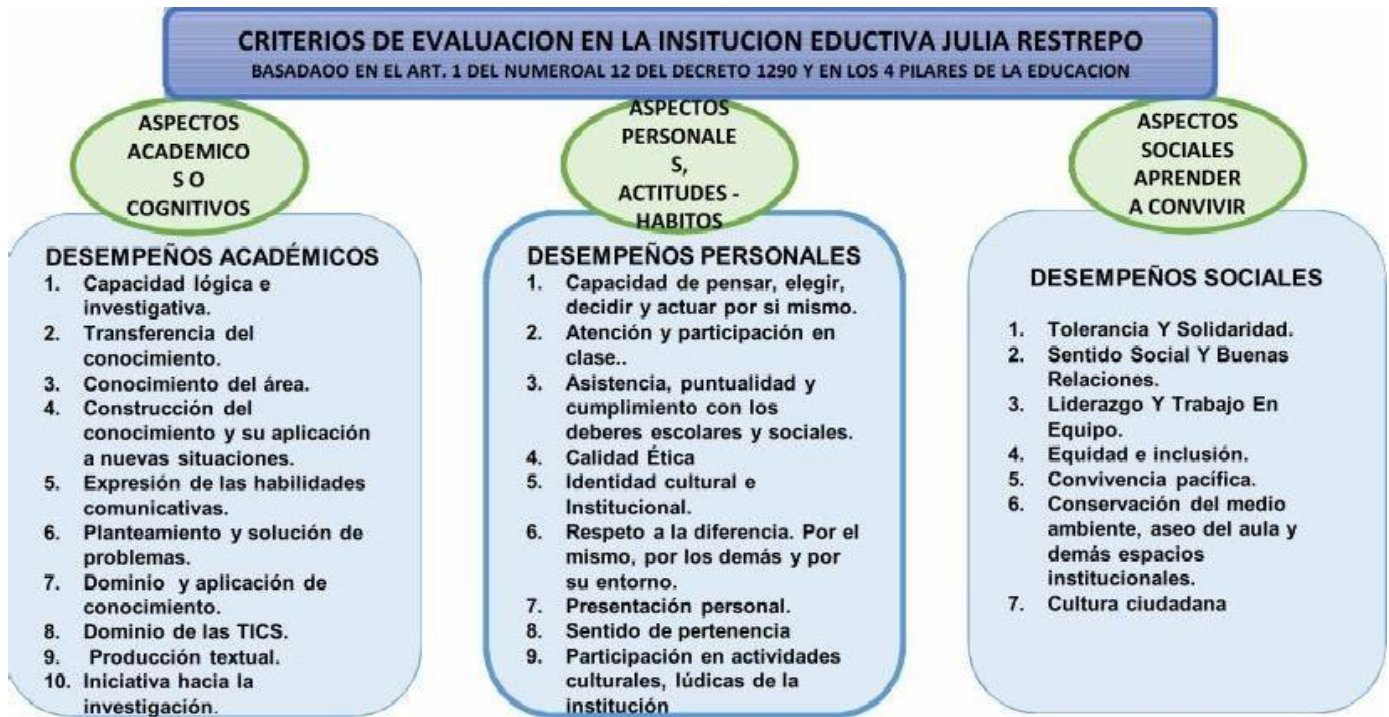 CRITERIOS DE EVALUACION EN LA INSITUCION EDUCTIVA JULIA RESTREPO
BASADAOO EN EL ART. 1 DEL NUMEROAL 12 DEL DECRETO 1290 Y EN LOS 4 PILARES DE LA EDUCACION
ASPECTOS
ACADEMICO
S O
COGNITIVOS
DESEMPEÑOS ACADÉMICOS
1. Capacidad lógica e
investigativa.
2. Transferencia del
conocimiento.
3. Conocimiento del área.
4. Construcción del
conocimiento y su aplicación
a nuevas situaciones.
5. Expresión de las habilidades
comunicativas.
6. Planteamiento y solución de
problemas.
7. Dominio y aplicación de
conocimiento.
8. Dominio de las TICS.
9. Producción textual.
10. Iniciativa hacia la
investigación.
ASPECTOS
PERSONALE
S,
ACTITUDES -
HABITOS
DESEMPEÑOS PERSONALES
1. Capacidad de pensar, elegir,
decidir y actuar por si mismo.
2. Atención y participación en
clase..
3. Asistencia, puntualidad y
cumplimiento con los
deberes escolares y sociales.
4. Calidad Ética
5. Identidad cultural e
Institucional.
6. Respeto a la diferencia. Por el
mismo, por los demás y por
su entorno.
7. Presentación personal.
8. Sentido de pertenencia
9. Participación en actividades
culturales, lúdicas de la
institución
ASPECTOS
SOCIALES
APRENDER
A CONVIVIR
DESEMPEÑOS SOCIALES
1. Tolerancia Y Solidaridad.
2. Sentido Social Y Buenas
Relaciones.
3. Liderazgo Y Trabajo En
Equipo.
4. Equidad e inclusión.
5. Convivencia pacífica.
6. Conservación del medio
ambiente, aseo del aula y
demás espacios
institucionales.
7. Cultura ciudadana